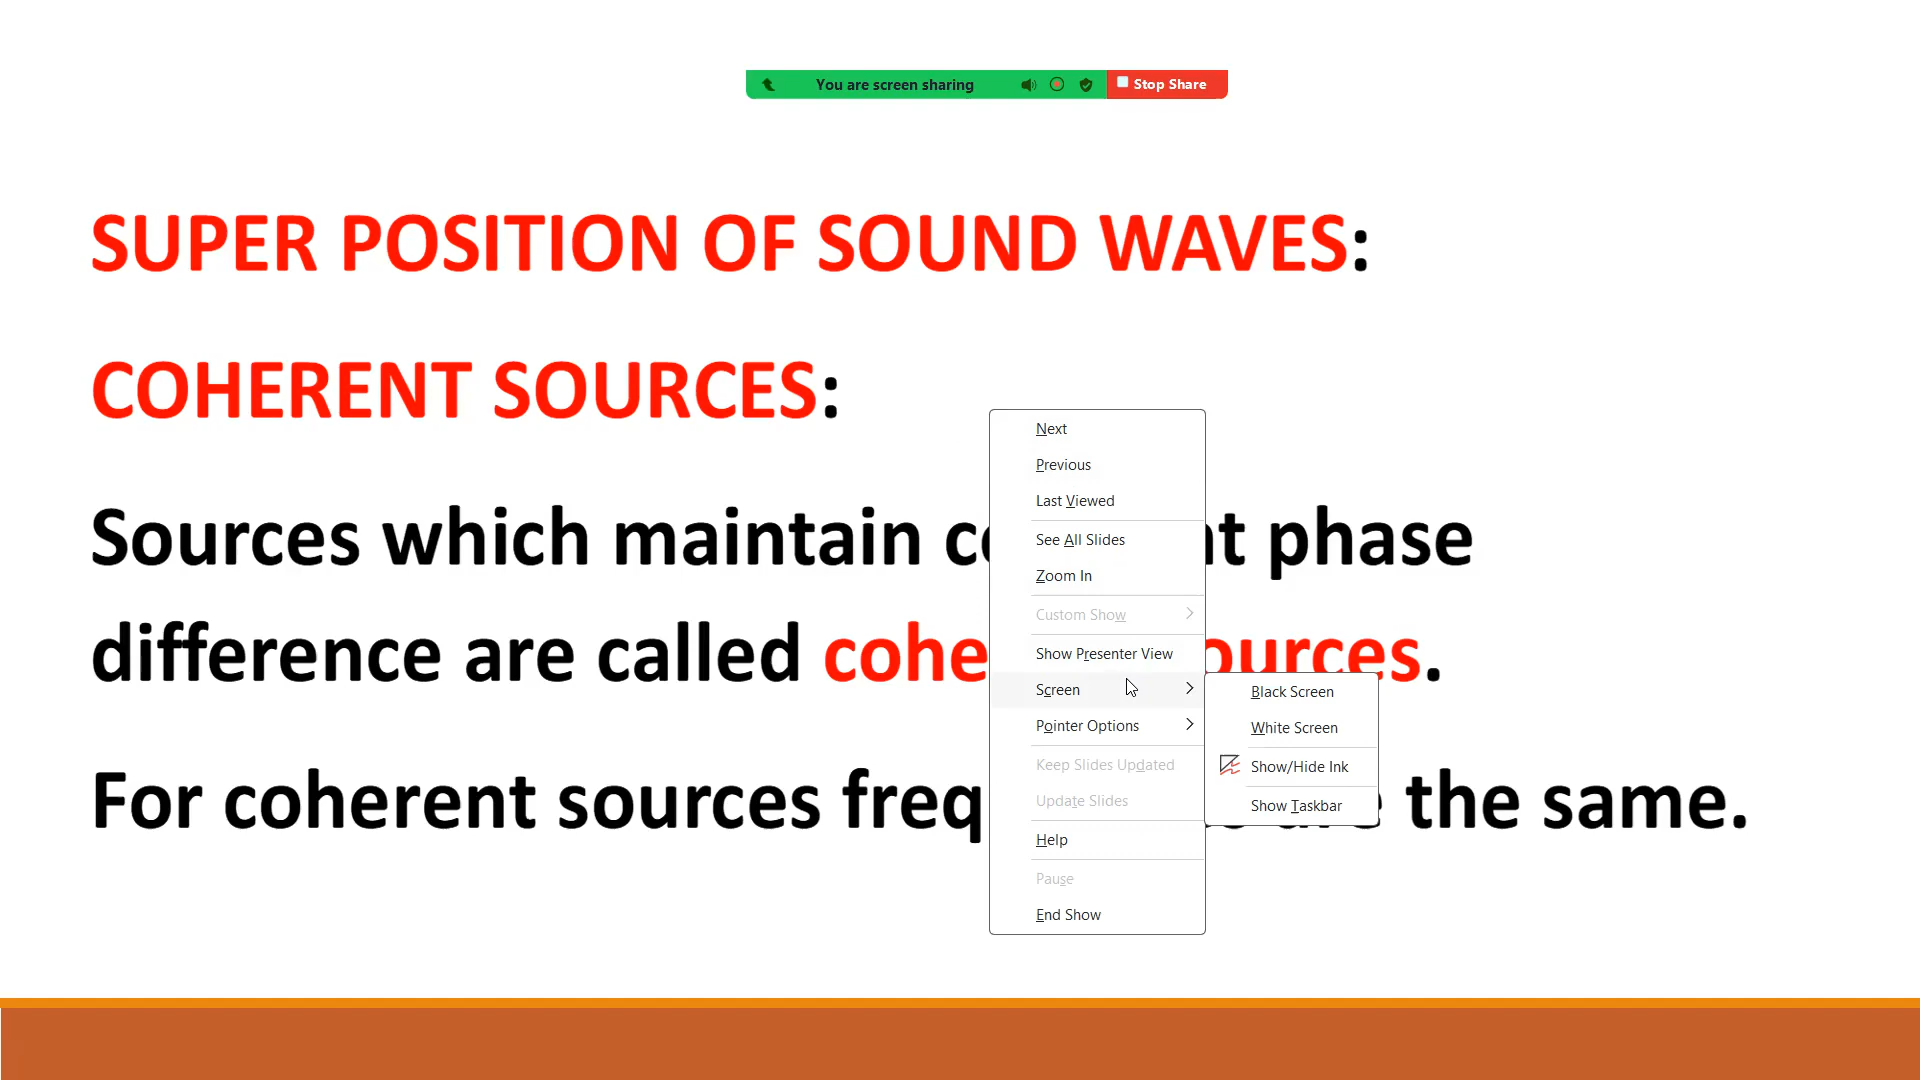 You are screen sharing
Stop Share
SUPER POSITION OF SOUND WAVES:
COHERENT SOURCES:
Sources which maintain phase
difference are called .
For coherent sources the same.
Next
Previous
Last Viewed
See All Slides
Zoom In
Custom Show
Show Presenter View
Screen
Pointer Options
Keep Slides Updated
Update Slides
Help
Pause
End Show
Black Screen
White Screen
Show/Hide Ink
Show Taskbar